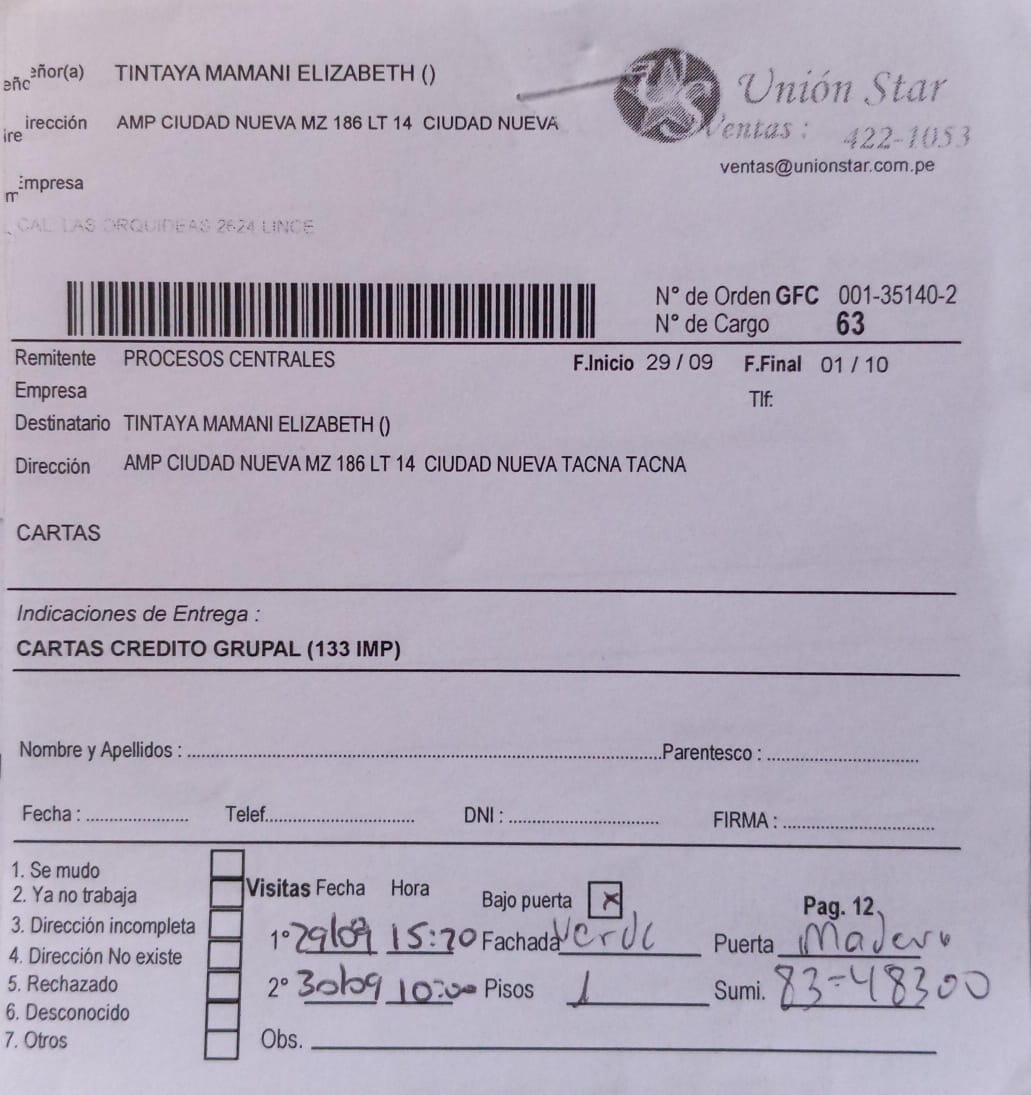 eñor(a) TINTAYA MAMANI ELIZABETH ()
eño
irección AMP CIUDAD NUEVA MZ 186 LT 14 CIUDAD NUEVA
ire
Empresa
m
CAL LAS ORQUIDEAS 2624 LINCE
Unión Star
Ventas : 422-1053
ventas@unionstar.com.pe
N° de Orden GFC 001-35140-2
N° de Cargo 63
Remitente PROCESOS CENTRALES F.Inicio 29 / 09 F.Final 01 / 10
Empresa Tlf:
Destinatario TINTAYA MAMANI ELIZABETH ()
Dirección AMP CIUDAD NUEVA MZ 186 LT 14 CIUDAD NUEVA TACNA TACNA
CARTAS
Indicaciones de Entrega :
CARTAS CREDITO GRUPAL (133 IMP)
Nombre y Apellidos : Parentesco :
Fecha : Telef. DNI : FIRMA :
1. Se mudo
2. Ya no trabaja
3. Dirección incompleta
4. Dirección No existe
5. Rechazado
6. Desconocido
7. Otros
Visitas Fecha Hora Bajo puerta x Pag. 12
1° 29/09 15:20 Fachada Verde Puerta Madera
2° 30/09 10:00 Pisos 1 Sumi. 83-48300
Obs.